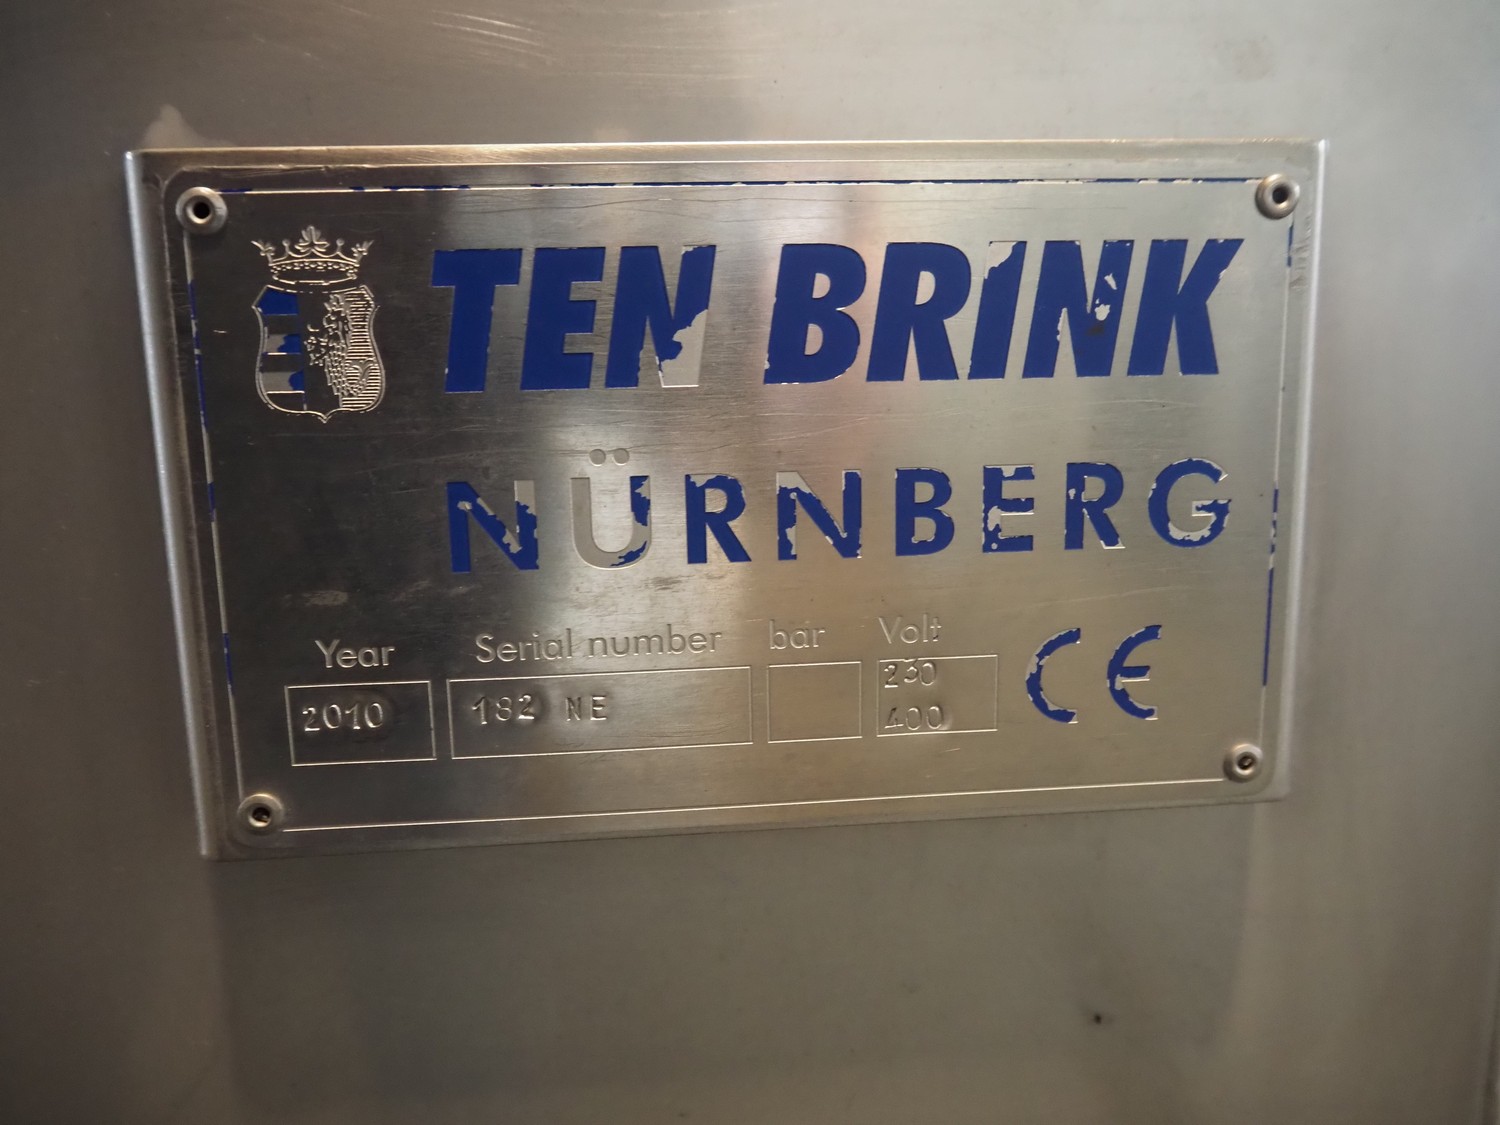 TEN BRINK
NÜRNBERG
Year Serial number bar Volt
2010 182 NE 230
400
CE